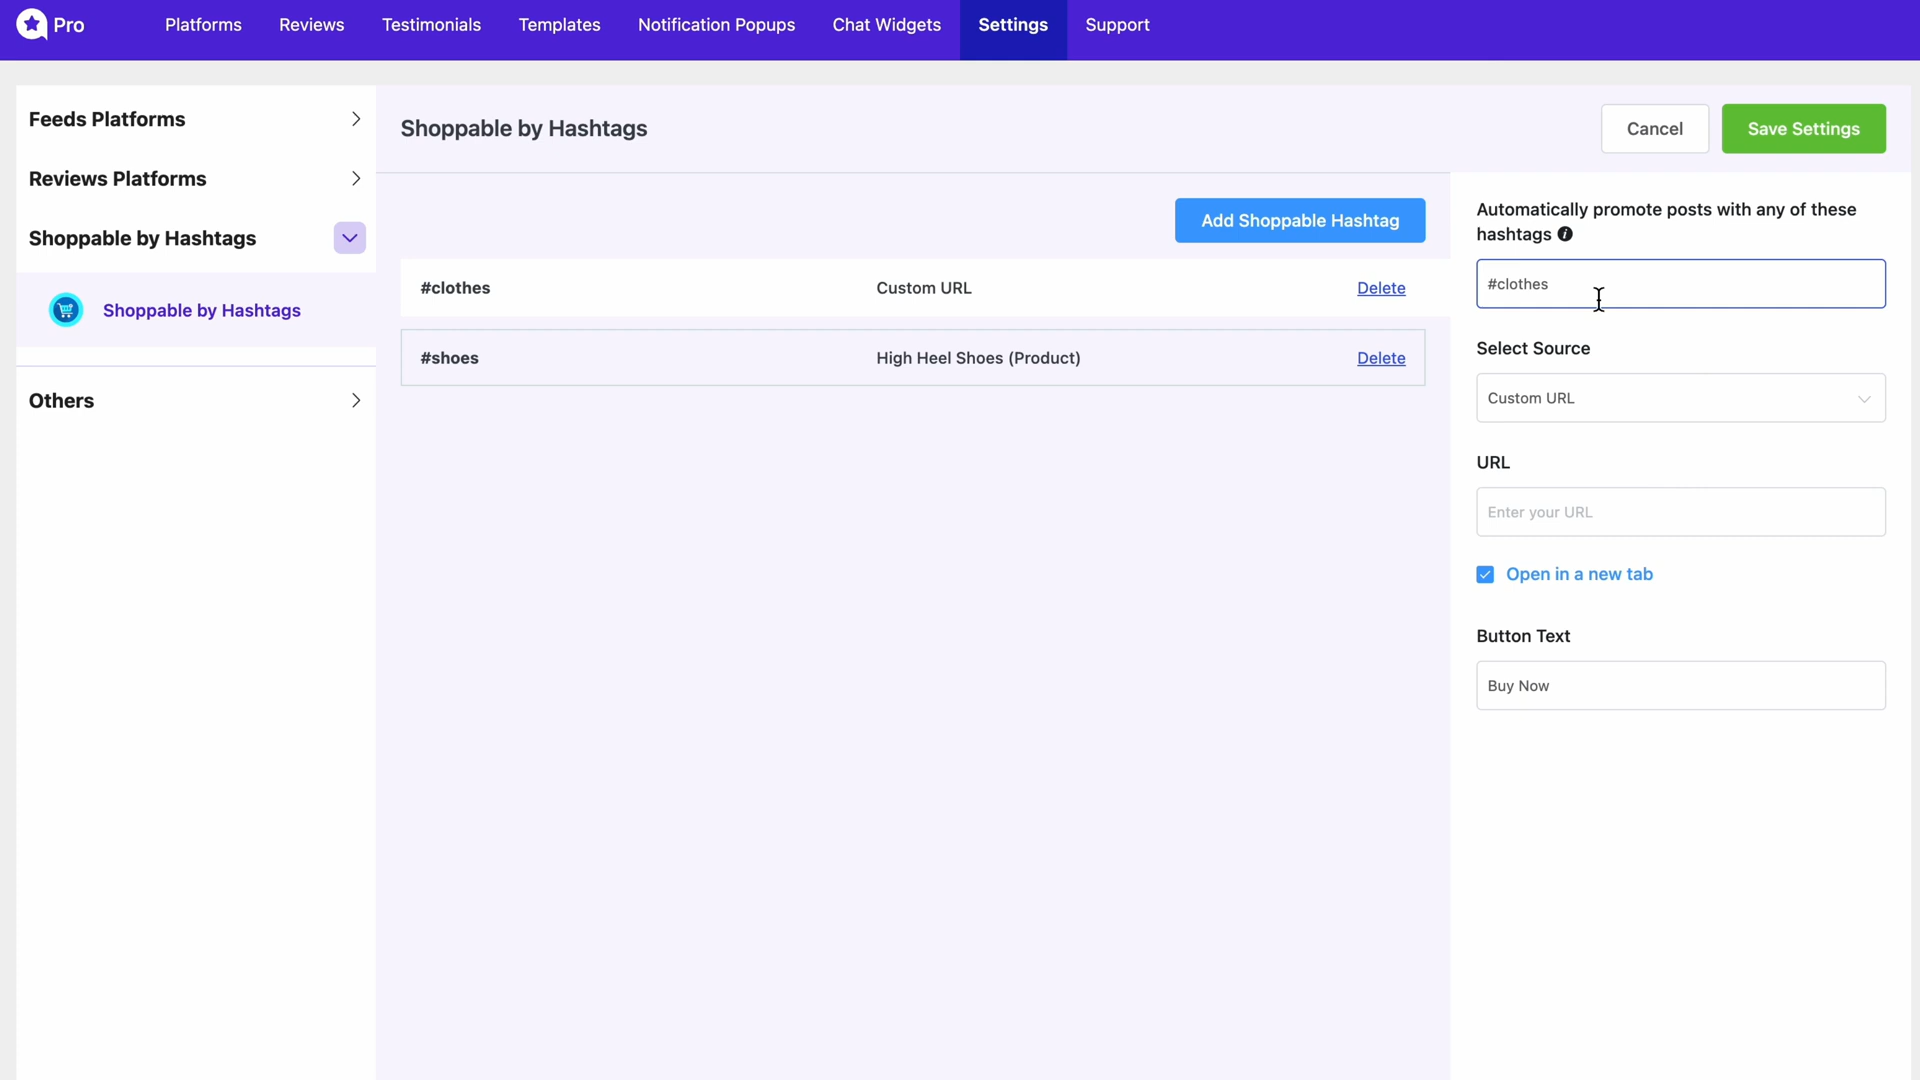 Pro
Platforms
Reviews
Testimonials
Templates
Notification Popups
Chat Widgets
Settings
Support
Feeds Platforms
Reviews Platforms
Shoppable by Hashtags
Shoppable by Hashtags
Others
Shoppable by Hashtags
Cancel
Save Settings
Add Shoppable Hashtag
#clothes
Custom URL
Delete
#shoes
High Heel Shoes (Product)
Delete
Automatically promote posts with any of these
hashtags
#clothes
Select Source
Custom URL
URL
Enter your URL
Open in a new tab
Button Text
Buy Now